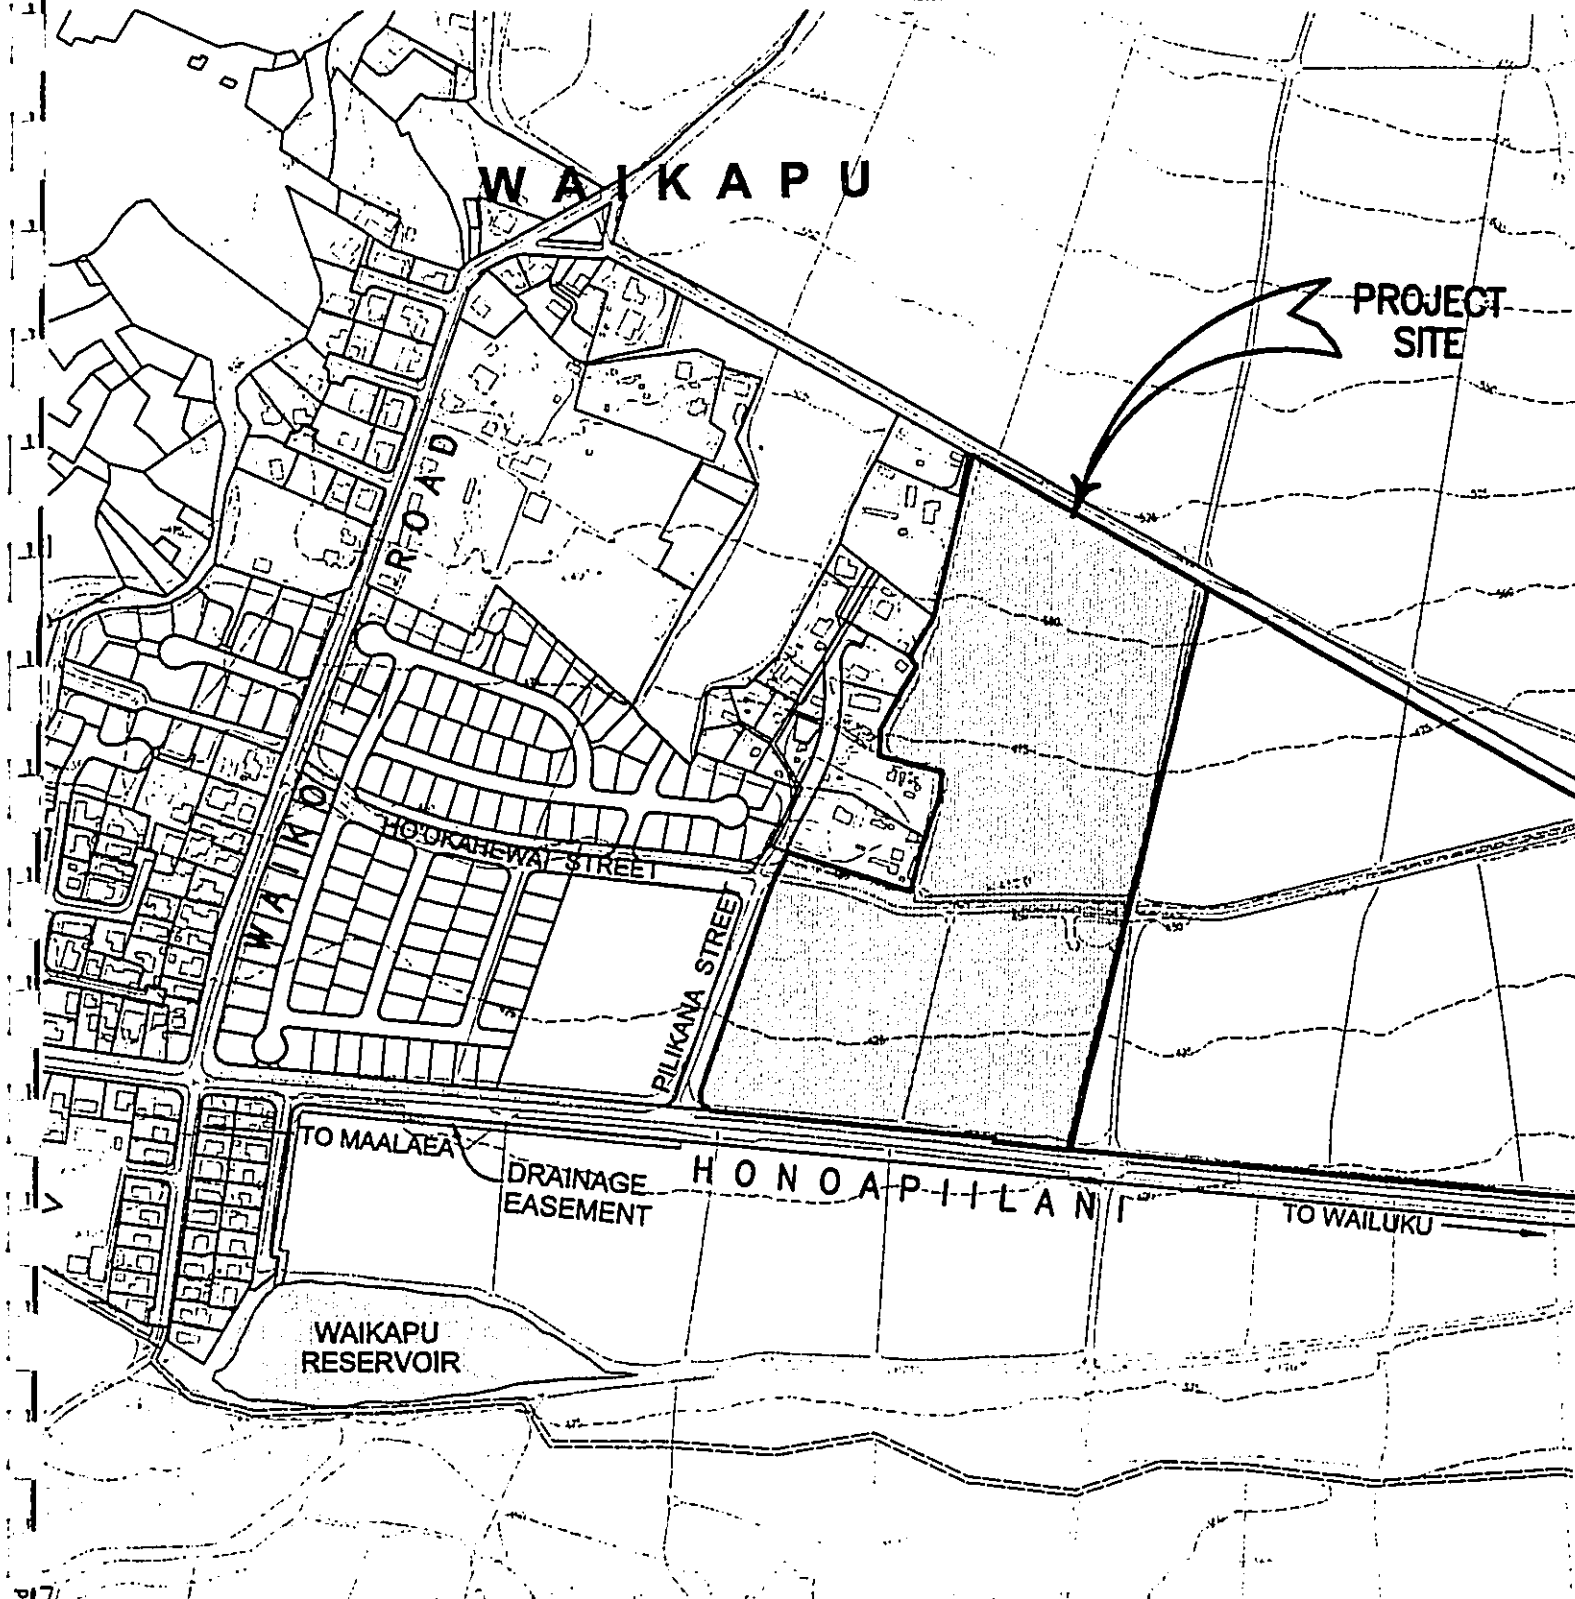 WAIKAPU
PROJECT
SITE
WAIKO ROAD
HO'OKAHEWAI STREET
PILIKANA STREET
TO MAALAEA
DRAINAGE
EASEMENT
HONOAPIILANI
TO WAILUKU
WAIKAPU
RESERVOIR